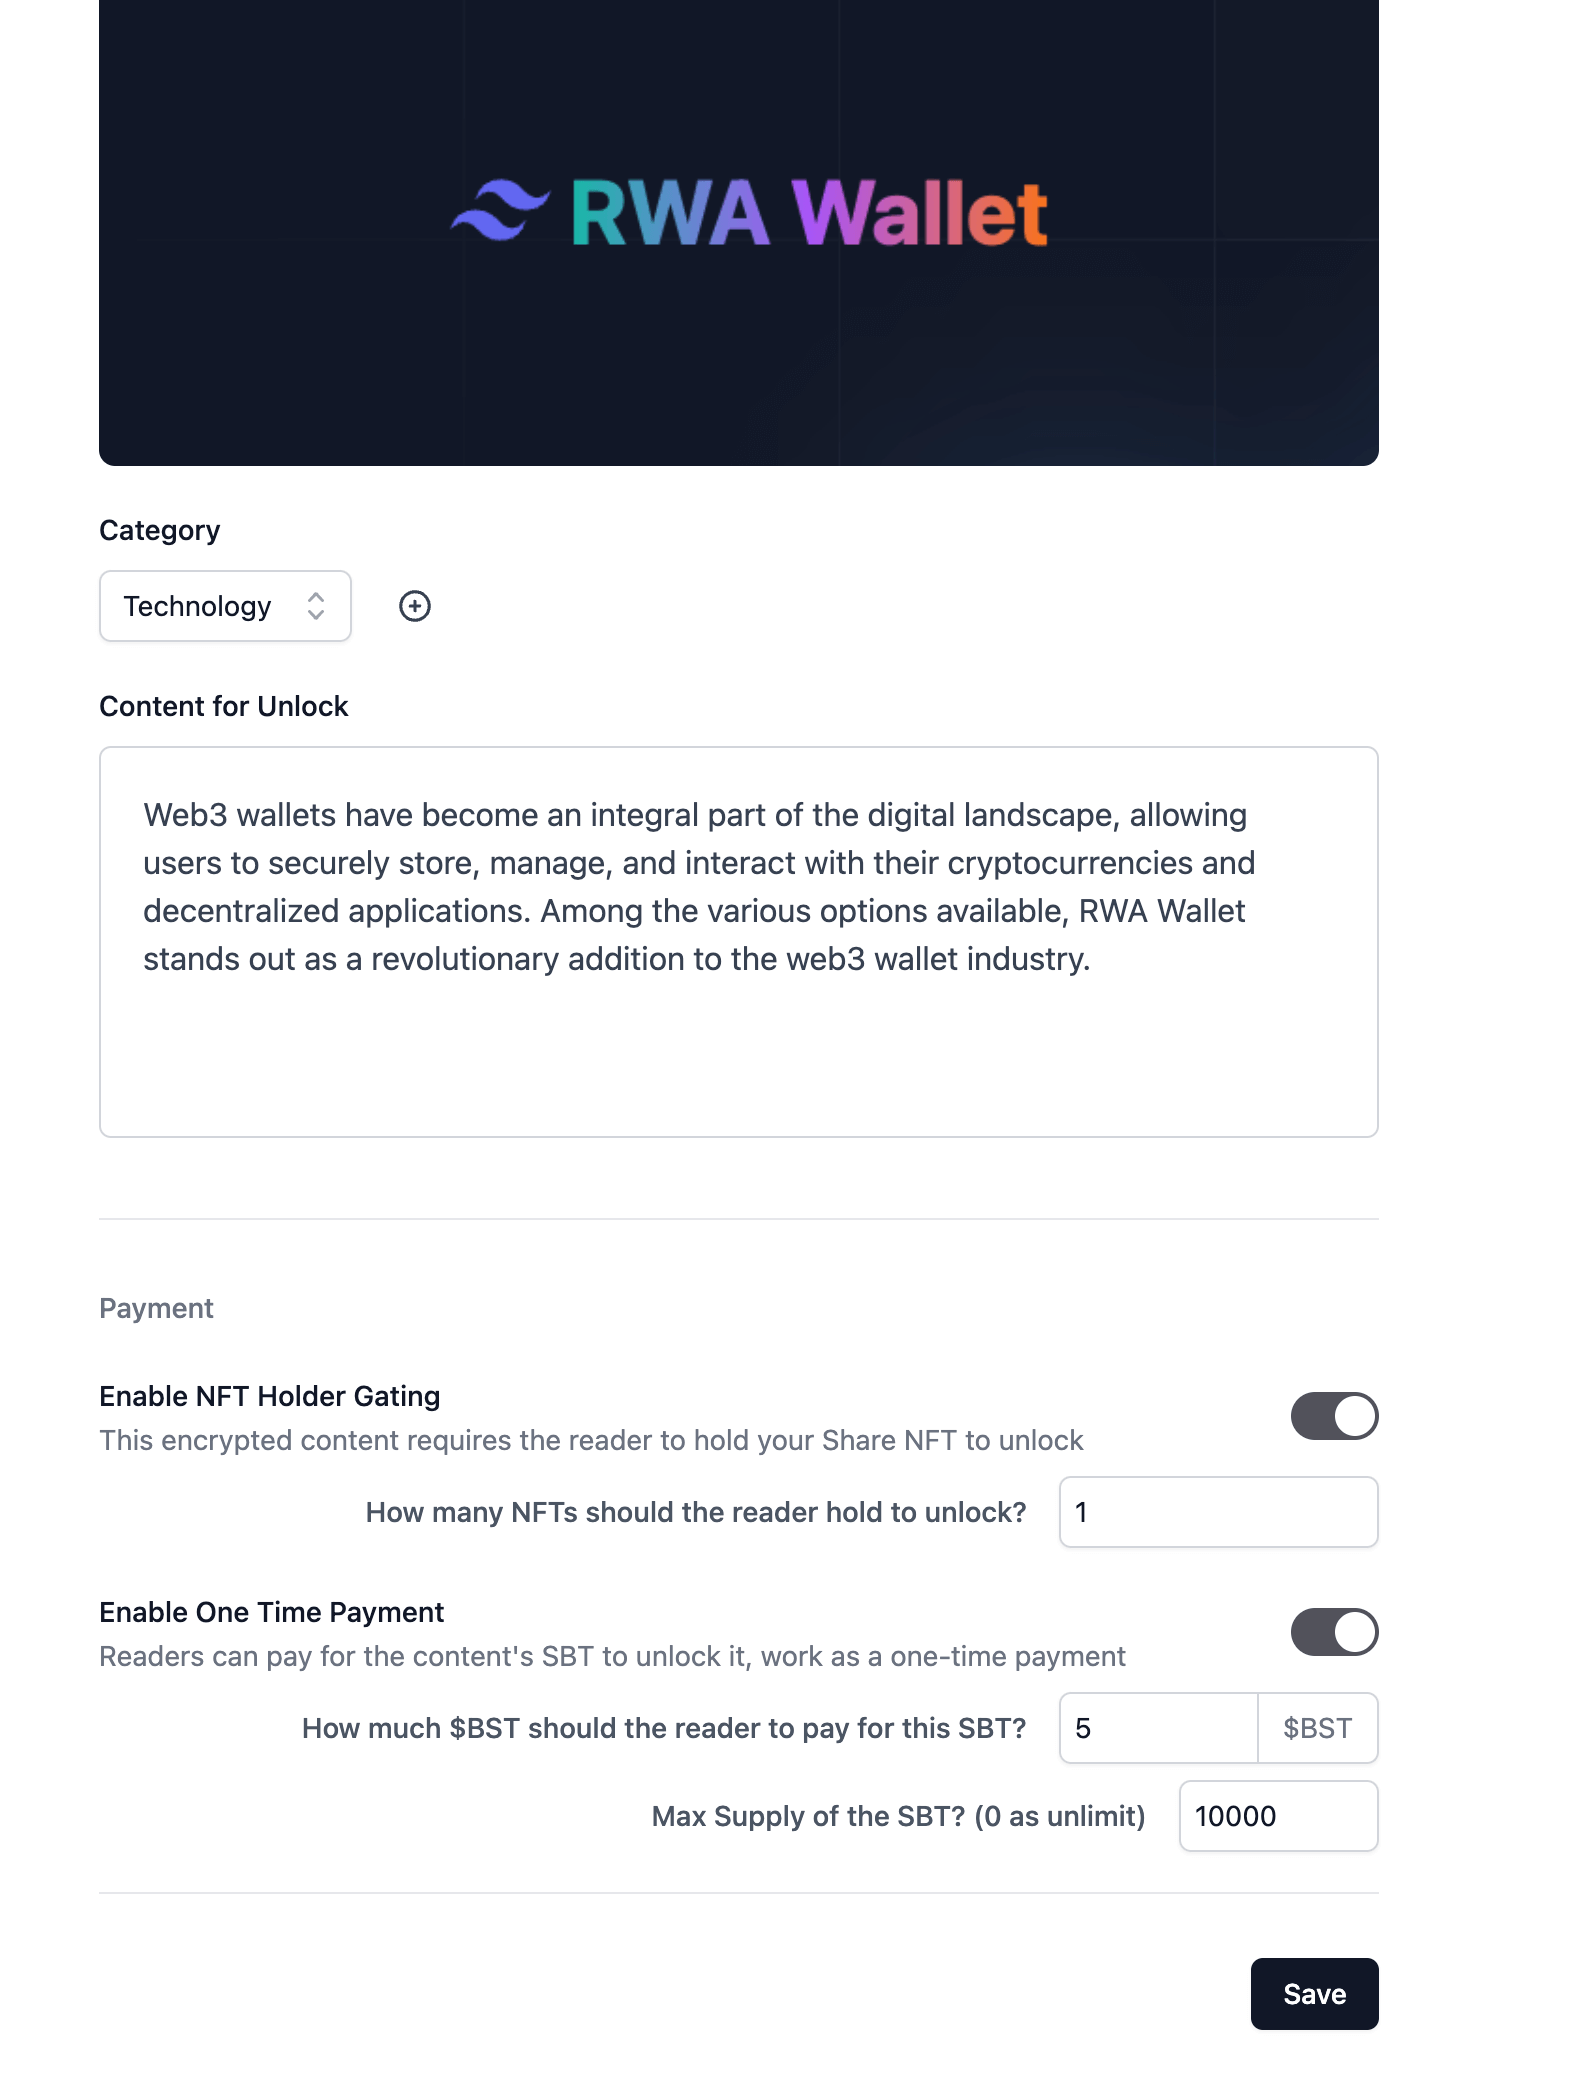 RWA Wallet
Category
Technology
Content for Unlock
Web3 wallets have become an integral part of the digital landscape, allowing
users to securely store, manage, and interact with their cryptocurrencies and
decentralized applications. Among the various options available, RWA Wallet
stands out as a revolutionary addition to the web3 wallet industry.
Payment
Enable NFT Holder Gating
This encrypted content requires the reader to hold your Share NFT to unlock
How many NFTs should the reader hold to unlock? 1
Enable One Time Payment
Readers can pay for the content's SBT to unlock it, work as a one-time payment
How much $BST should the reader to pay for this SBT? 5 $BST
Max Supply of the SBT? (0 as unlimit) 10000
Save